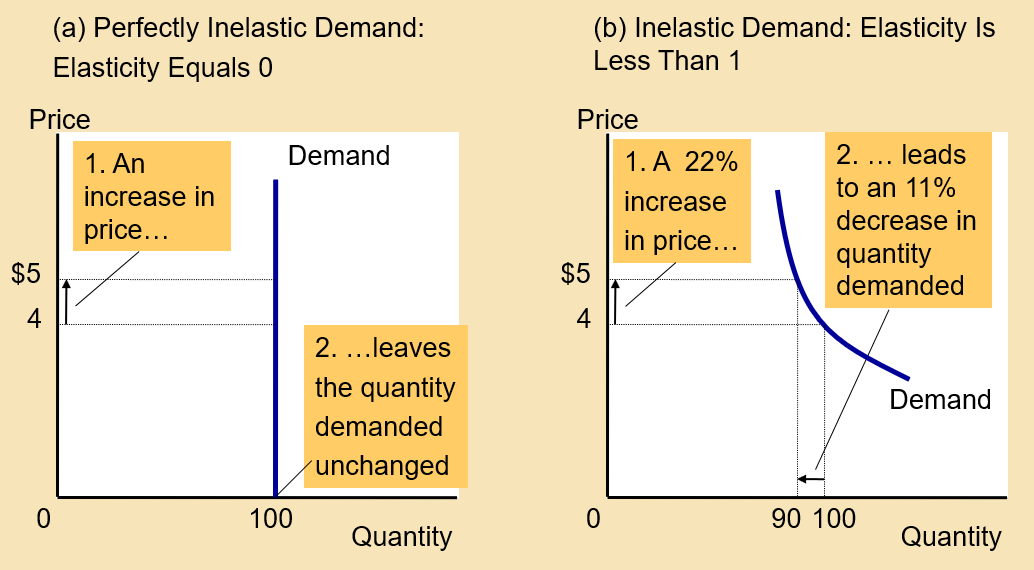 (a) Perfectly Inelastic Demand:
Elasticity Equals 0
Price
1. An
increase in
price…
Demand
$5
4
2. …leaves
the quantity
demanded
unchanged
0
100
Quantity
(b) Inelastic Demand: Elasticity Is
Less Than 1
Price
1. A 22%
increase
in price…
2. … leads
to an 11%
decrease in
quantity
demanded
$5
4
Demand
0
90 100
Quantity